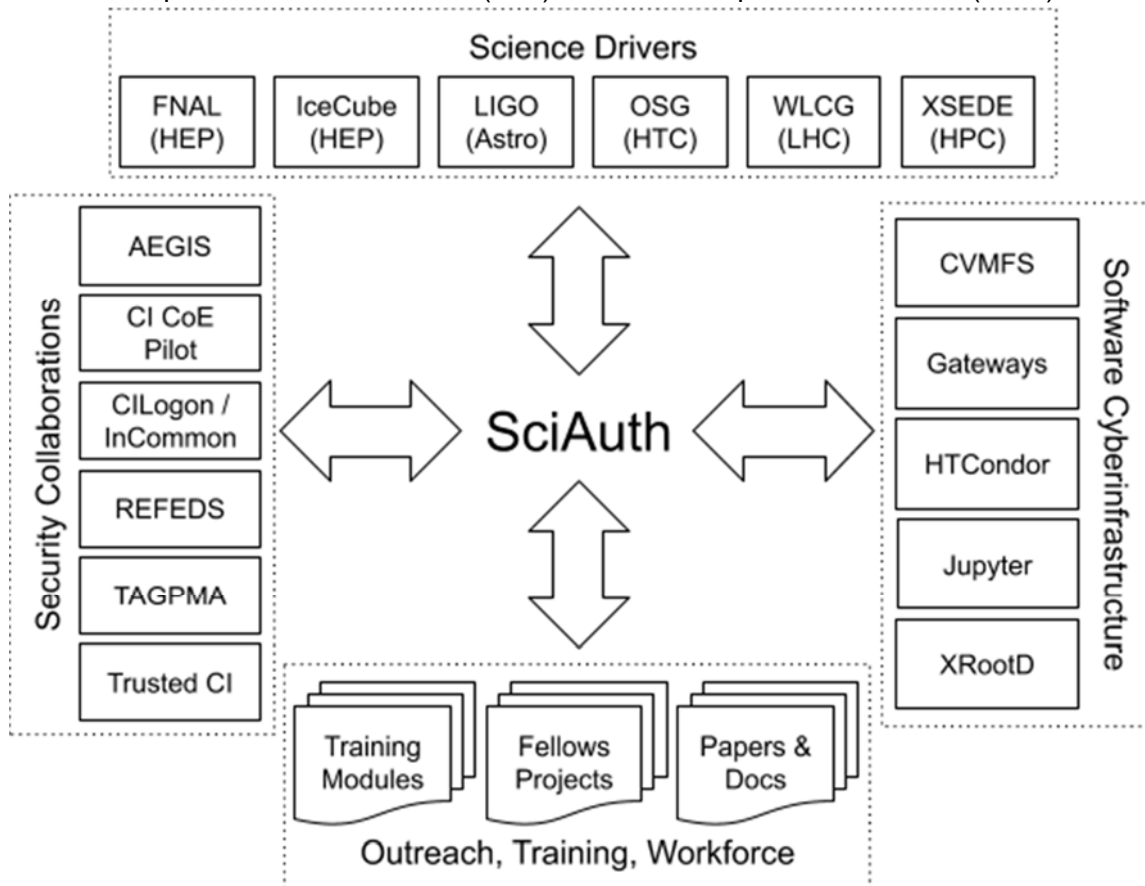 Science Drivers
FNAL
(HEP)
IceCube
(HEP)
LIGO
(Astro)
OSG
(HTC)
WLCG
(LHC)
XSEDE
(HPC)
Security Collaborations
AEGIS
CI CoE
Pilot
CILogon /
InCommon
REFEDS
TAGPMA
Trusted CI
SciAuth
CVMFS
Gateways
HTCondor
Jupyter
XRootD
Software Cyberinfrastructure
Training
Modules
Fellows
Projects
Papers &
Docs
Outreach, Training, Workforce